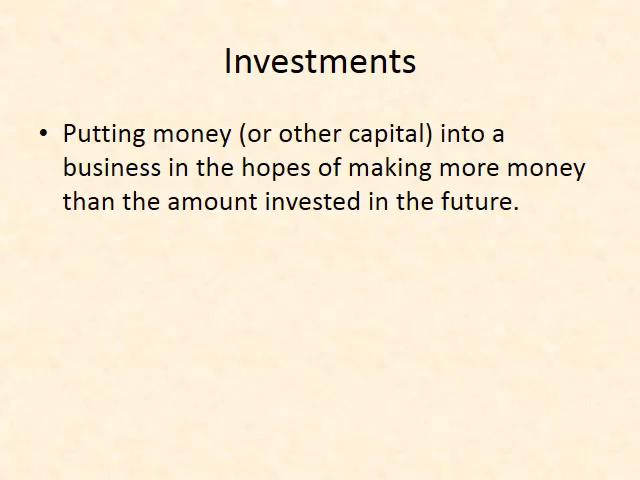 Investments
• Putting money (or other capital) into a
business in the hopes of making more money
than the amount invested in the future.